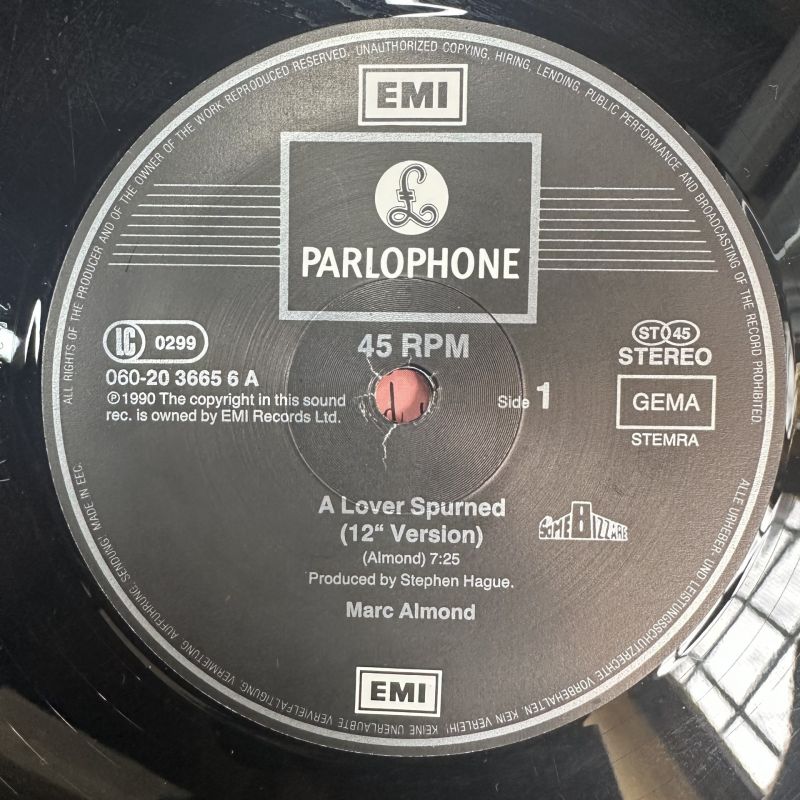 EMI
£
PARLOPHONE
45 RPM
LC 0299
060-20 3665 6 A
℗ 1990 The copyright in this sound
rec. is owned by EMI Records Ltd.
Side 1
ST 45
STEREO
GEMA
STEMRA
A Lover Spurned
(12“ Version)
(Almond) 7:25
Produced by Stephen Hague.
Marc Almond
SOME BIZZARE
EMI
ALL RIGHTS OF THE PRODUCER AND OF THE OWNER OF THE WORK REPRODUCED RESERVED. UNAUTHORIZED COPYING, HIRING, LENDING, PUBLIC PERFORMANCE AND BROADCASTING OF THE RECORD PROHIBITED.
ALLE URHEBER- UND LEISTUNGSSCHUTZRECHTE VORBEHALTEN. KEIN VERLEIH! KEINE UNERLAUBTE VERVIELFÄLTIGUNG, VERMIETUNG, AUFFÜHRUNG, SENDUNG! MADE IN EEC.